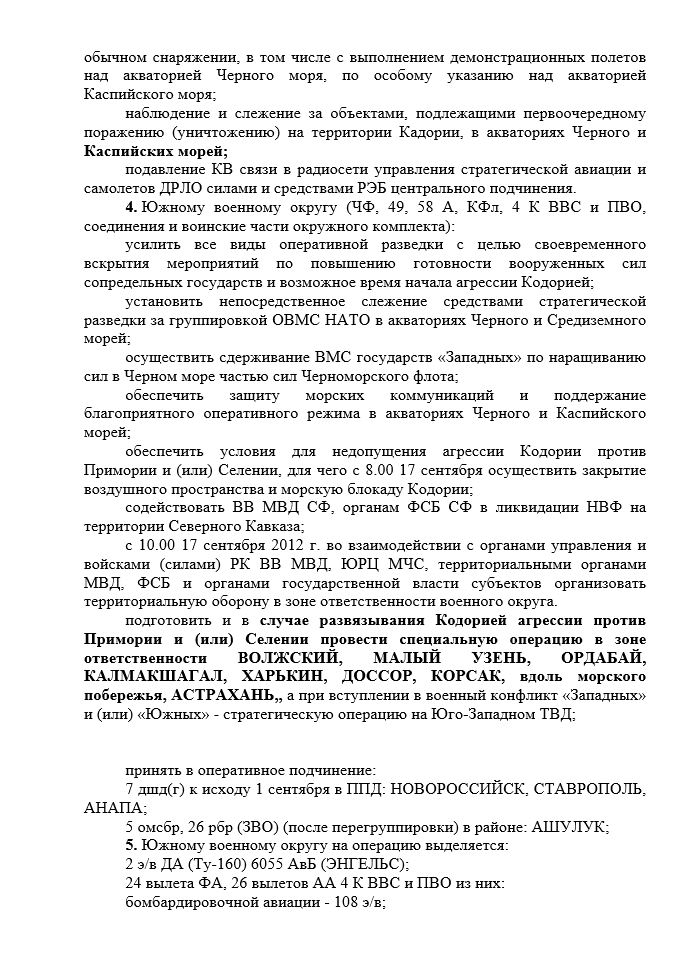 обычном снаряжении, в том числе с выполнением демонстрационных полетов
над акваторией Черного моря, по особому указанию над акваторией
Каспийского моря;
наблюдение и слежение за объектами, подлежащими первоочередному
поражению (уничтожению) на территории Кадории, в акваториях Черного и
Каспийских морей;
подавление КВ связи в радиосети управления стратегической авиации и
самолетов ДРЛО силами и средствами РЭБ центрального подчинения.
4. Южному военному округу (ЧФ, 49, 58 А, КФл, 4 К ВВС и ПВО,
соединения и воинские части окружного комплекта):
усилить все виды оперативной разведки с целью своевременного
вскрытия мероприятий по повышению готовности вооруженных сил
сопредельных государств и возможное время начала агрессии Кодорией;
установить непосредственное слежение средствами стратегической
разведки за группировкой ОВМС НАТО в акваториях Черного и Средиземного
морей;
осуществить сдерживание ВМС государств «Западных» по наращиванию
сил в Черном море частью сил Черноморского флота;
обеспечить защиту морских коммуникаций и поддержание
благоприятного оперативного режима в акваториях Черного и Каспийского
морей;
обеспечить условия для недопущения агрессии Кодории против
Примории и (или) Селении, для чего с 8.00 17 сентября осуществить закрытие
воздушного пространства и морскую блокаду Кодории;
содействовать ВВ МВД СФ, органам ФСБ СФ в ликвидации НВФ на
территории Северного Кавказа;
с 10.00 17 сентября 2012 г. во взаимодействии с органами управления и
войсками (силами) РК ВВ МВД, ЮРЦ МЧС, территориальными органами
МВД, ФСБ и органами государственной власти субъектов организовать
территориальную оборону в зоне ответственности военного округа.
подготовить и в случае развязывания Кодорией агрессии против
Примории и (или) Селении провести специальную операцию в зоне
ответственности ВОЛЖСКИЙ, МАЛЫЙ УЗЕНЬ, ОРДАБАЙ,
КАЛМАКШАГАЛ, ХАРЬКИН, ДОССОР, КОРСАК, вдоль морского
побережья, АСТРАХАНЬ,, а при вступлении в военный конфликт «Западных»
и (или) «Южных» - стратегическую операцию на Юго-Западном ТВД;
принять в оперативное подчинение:
7 дшд(г) к исходу 1 сентября в ППД: НОВОРОССИЙСК, СТАВРОПОЛЬ,
АНАПА;
5 омсбр, 26 рбр (ЗВО) (после перегруппировки) в районе: АШУЛУК;
5. Южному военному округу на операцию выделяется:
2 э/в ДА (Ту-160) 6055 АвБ (ЭНГЕЛЬС);
24 вылета ФА, 26 вылетов АА 4 К ВВС и ПВО из них:
бомбардировочной авиации - 108 э/в;